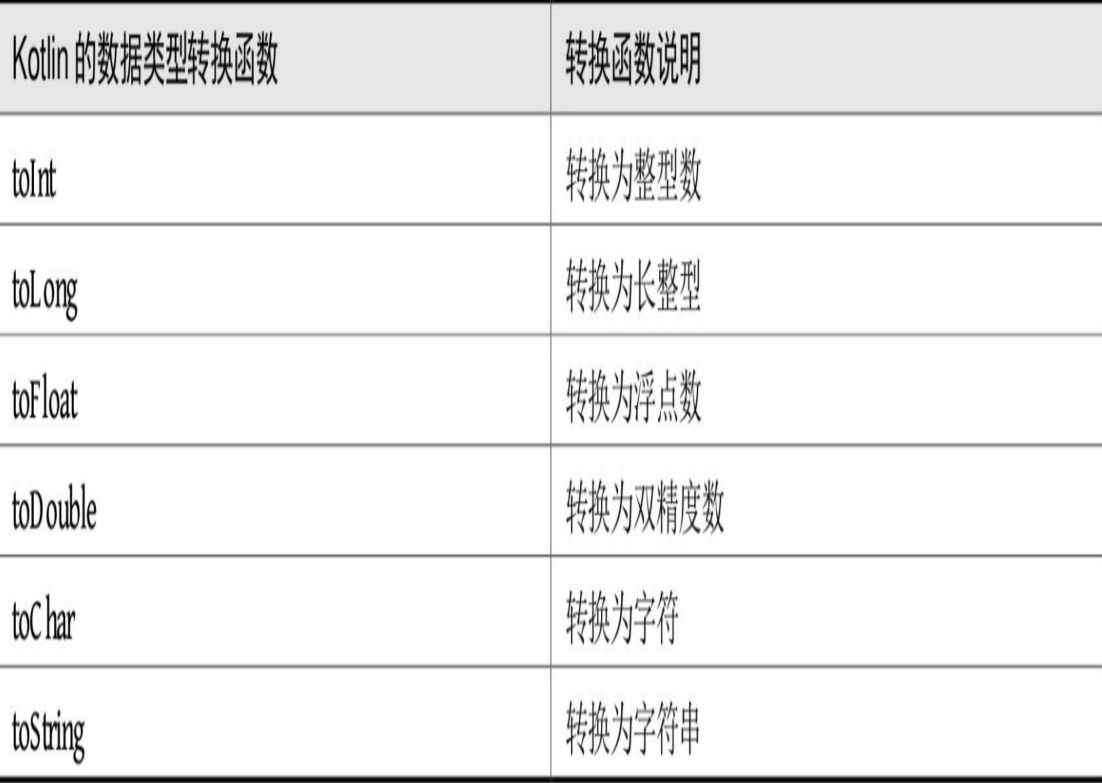 Kotlin 的数据类型转换函数 转换函数说明
toInt 转换为整型数
toLong 转换为长整型
toFloat 转换为浮点数
toDouble 转换为双精度数
toChar 转换为字符
toString 转换为字符串